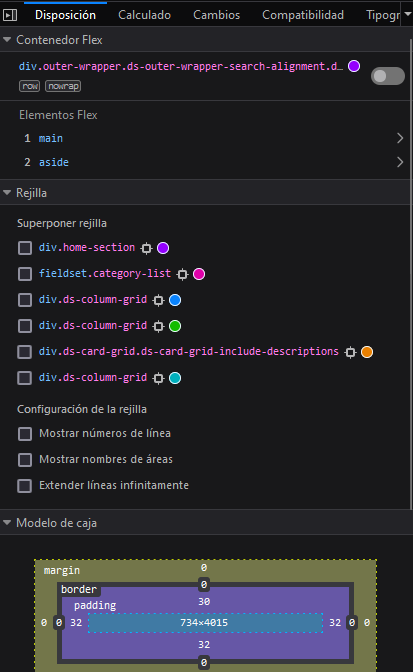 Disposición Calculado Cambios Compatibilidad Tipogr
Contenedor Flex
div.outer-wrapper.ds-outer-wrapper-search-alignment.d…
row nowrap
Elementos Flex
1 main
2 aside
Rejilla
Superponer rejilla
div.home-section
fieldset.category-list
div.ds-column-grid
div.ds-column-grid
div.ds-card-grid.ds-card-grid-include-descriptions
div.ds-column-grid
Configuración de la rejilla
Mostrar números de línea
Mostrar nombres de áreas
Extender líneas infinitamente
Modelo de caja
margin 0
border 0
padding 30
0 0 32 734×4015 32 0 0
32
0